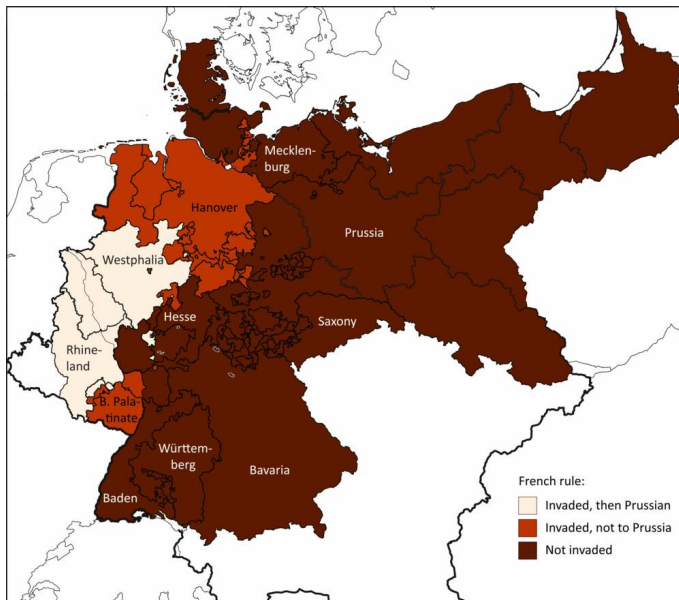 Mecklen-
burg
Hanover
Prussia
Westphalia
Hesse
Saxony
Rhine-
land
B. Pala-
tinate
Württem-
berg
Bavaria
Baden
French rule:
Invaded, then Prussian
Invaded, not to Prussia
Not invaded